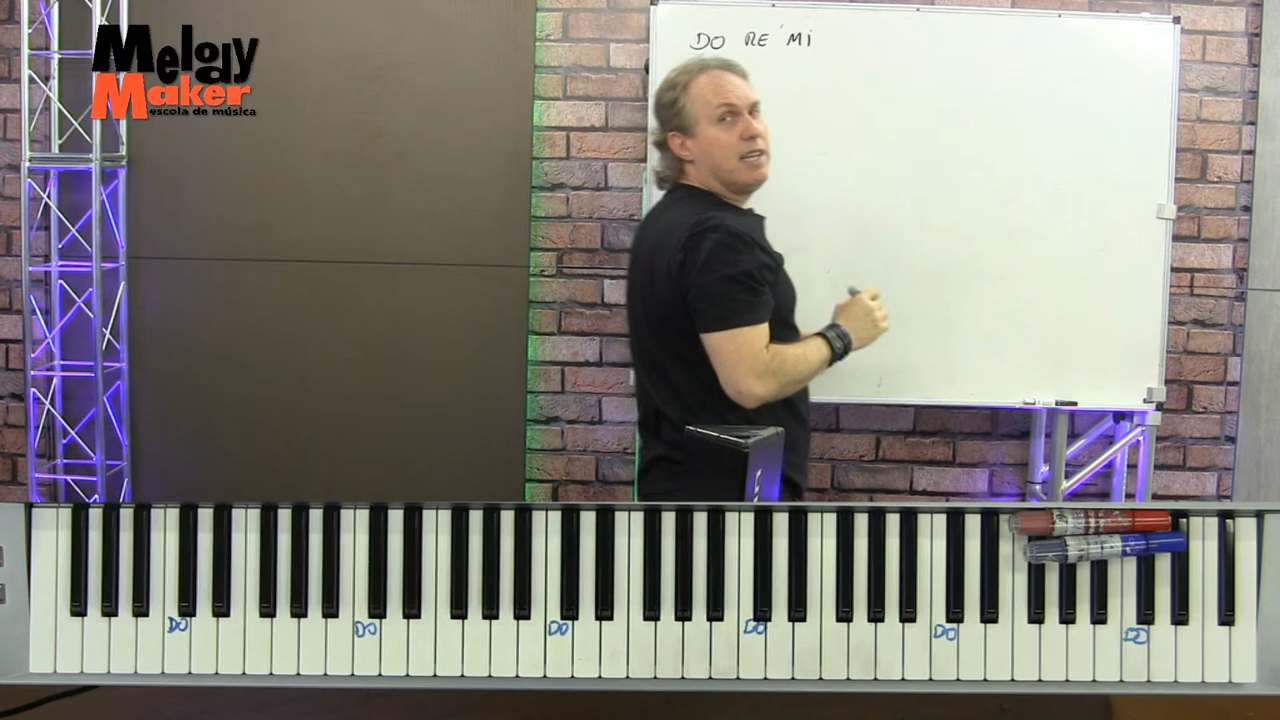 Melody
Maker
escola de música
DO RE MI
DO DO DO DO DO DO